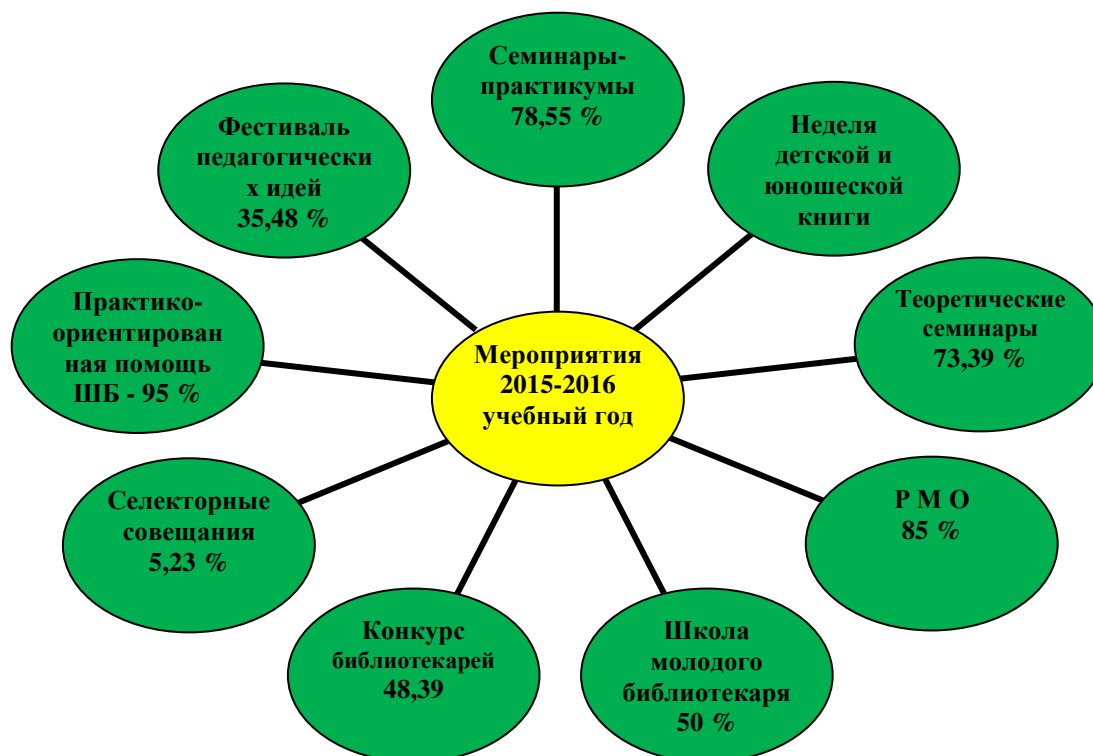 Семинары-
практикумы
78,55 %
Неделя
детской и
юношеской
книги
Теоретические
семинары
73,39 %
Р М О
85 %
Школа
молодого
библиотекаря
50 %
Конкурс
библиотекарей
48,39
Селекторные
совещания
5,23 %
Практико-
ориентирован
ная помощь
ШБ - 95 %
Фестиваль
педагогически
х идей
35,48 %
Мероприятия
2015-2016
учебный год